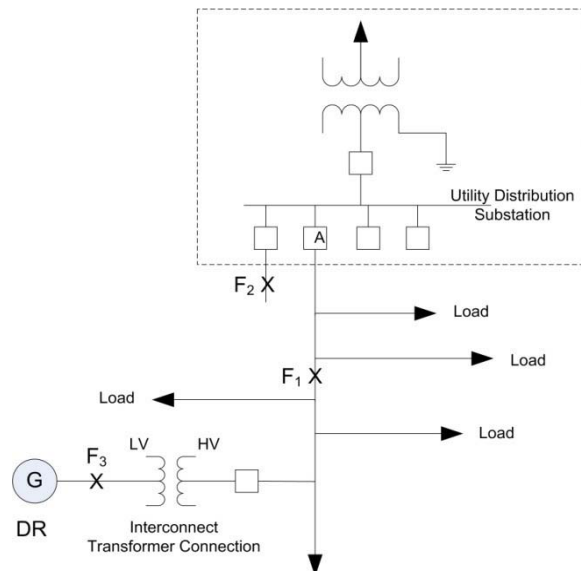 Utility Distribution
Substation
A
F2
Load
Load
F1
Load
Load
LV
HV
F3
G
DR
Interconnect
Transformer Connection